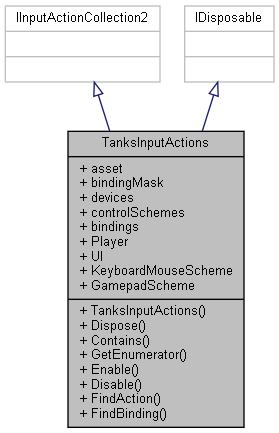 IInputActionCollection2
IDisposable
TanksInputActions
+ asset
+ bindingMask
+ devices
+ controlSchemes
+ bindings
+ Player
+ UI
+ KeyboardMouseScheme
+ GamepadScheme
+ TanksInputActions()
+ Dispose()
+ Contains()
+ GetEnumerator()
+ Enable()
+ Disable()
+ FindAction()
+ FindBinding()